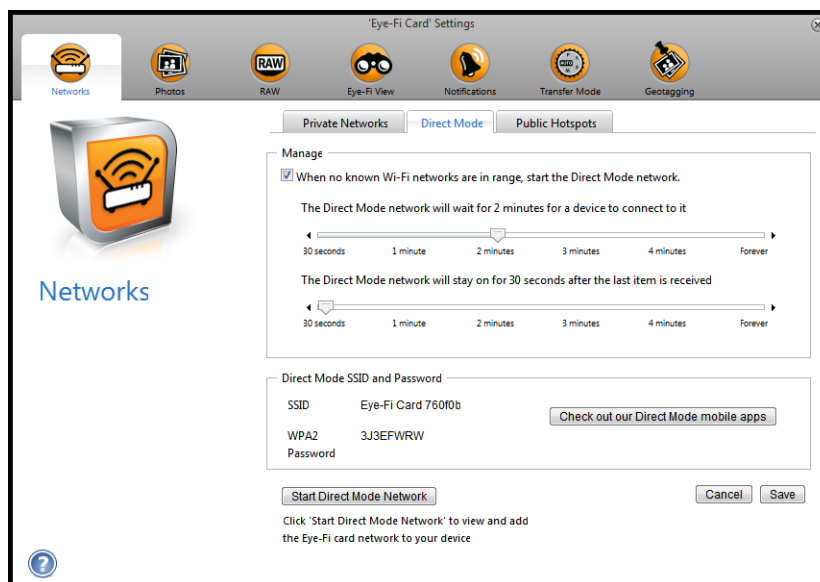 'Eye-Fi Card' Settings
Networks Photos RAW Eye-Fi View Notifications Transfer Mode Geotagging
RAW
AUTO
Private Networks Direct Mode Public Hotspots
Manage
When no known Wi-Fi networks are in range, start the Direct Mode network.
The Direct Mode network will wait for 2 minutes for a device to connect to it
30 seconds 1 minute 2 minutes 3 minutes 4 minutes Forever
Networks
The Direct Mode network will stay on for 30 seconds after the last item is received
30 seconds 1 minute 2 minutes 3 minutes 4 minutes Forever
Direct Mode SSID and Password
SSID Eye-Fi Card 760f0b
Check out our Direct Mode mobile apps
WPA2 3J3EFWRW
Password
Start Direct Mode Network Cancel Save
Click 'Start Direct Mode Network' to view and add
the Eye-Fi card network to your device
?